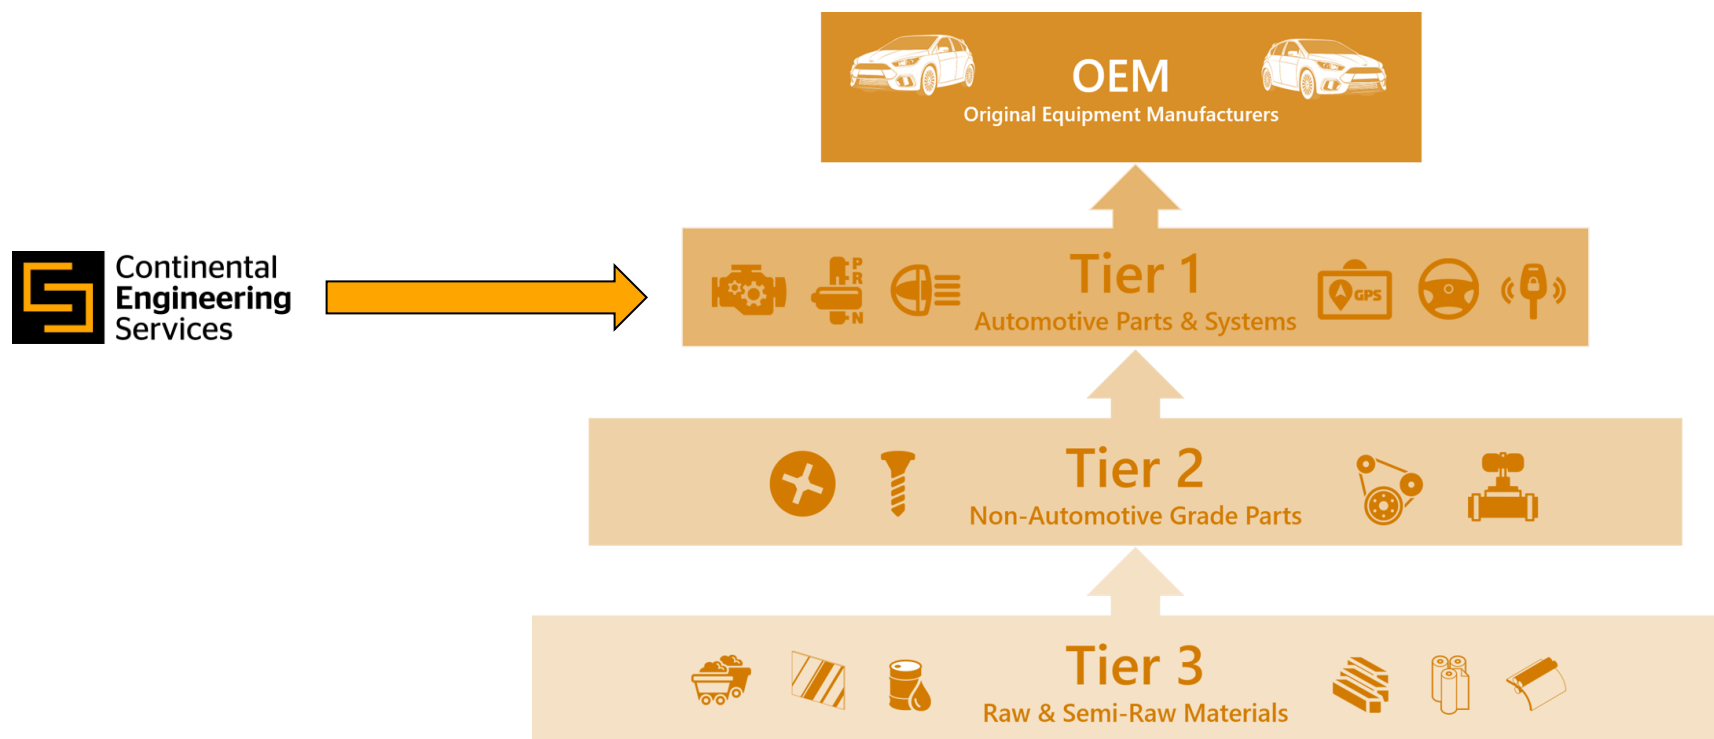 OEM
Original Equipment Manufacturers
Continental
Engineering
Services
P
R
N
Tier 1
Automotive Parts & Systems
GPS
Tier 2
Non-Automotive Grade Parts
Tier 3
Raw & Semi-Raw Materials